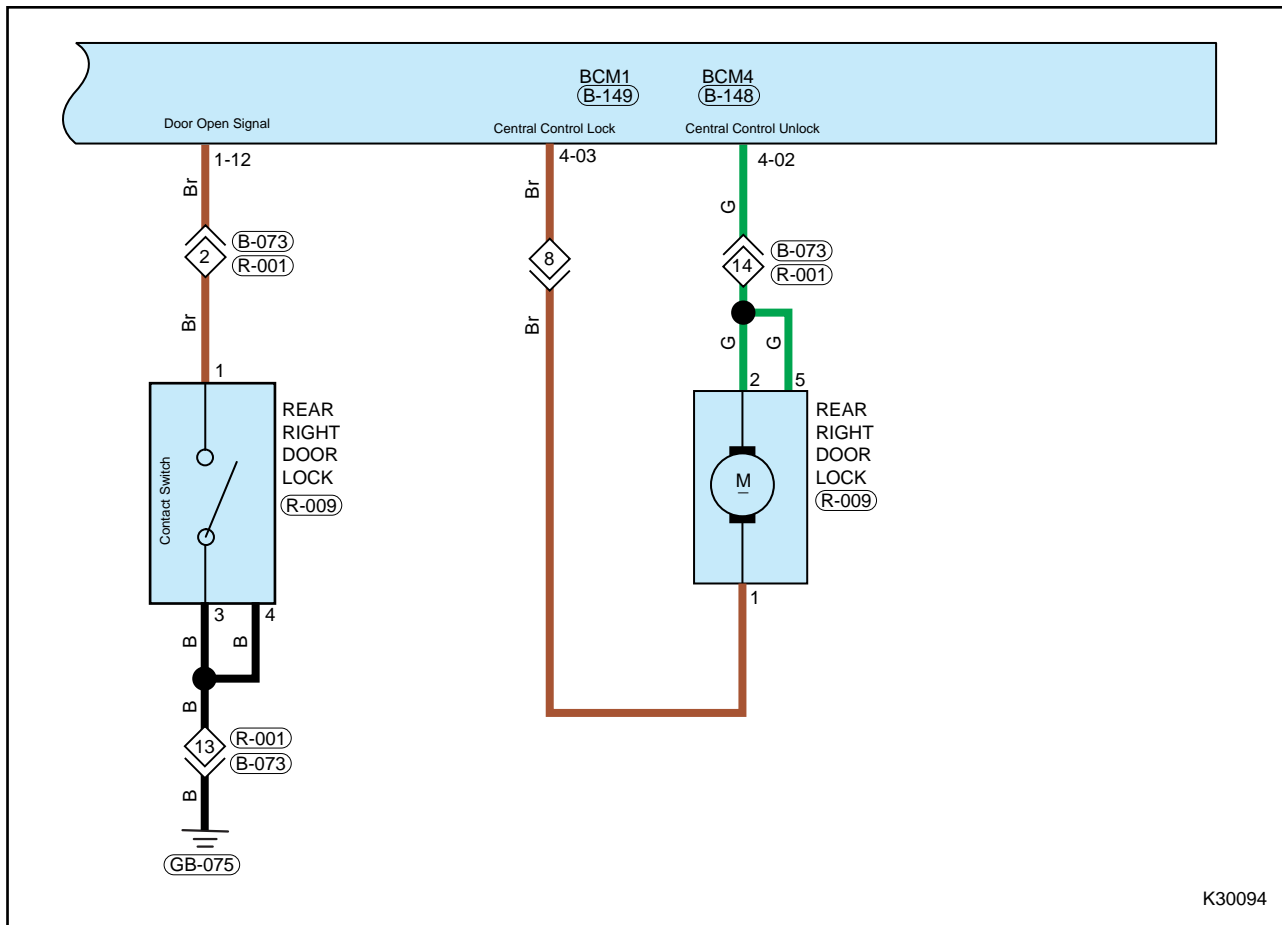 BCM1
B-149
BCM4
B-148
Door Open Signal
Central Control Lock
Central Control Unlock
1-12
4-03
4-02
Br
Br
G
2
B-073
R-001
8
14
B-073
R-001
Br
Br
G
G
1
2
5
Contact Switch
REAR
RIGHT
DOOR
LOCK
R-009
M
REAR
RIGHT
DOOR
LOCK
R-009
3
4
1
B
B
B
13
R-001
B-073
B
GB-075
K30094